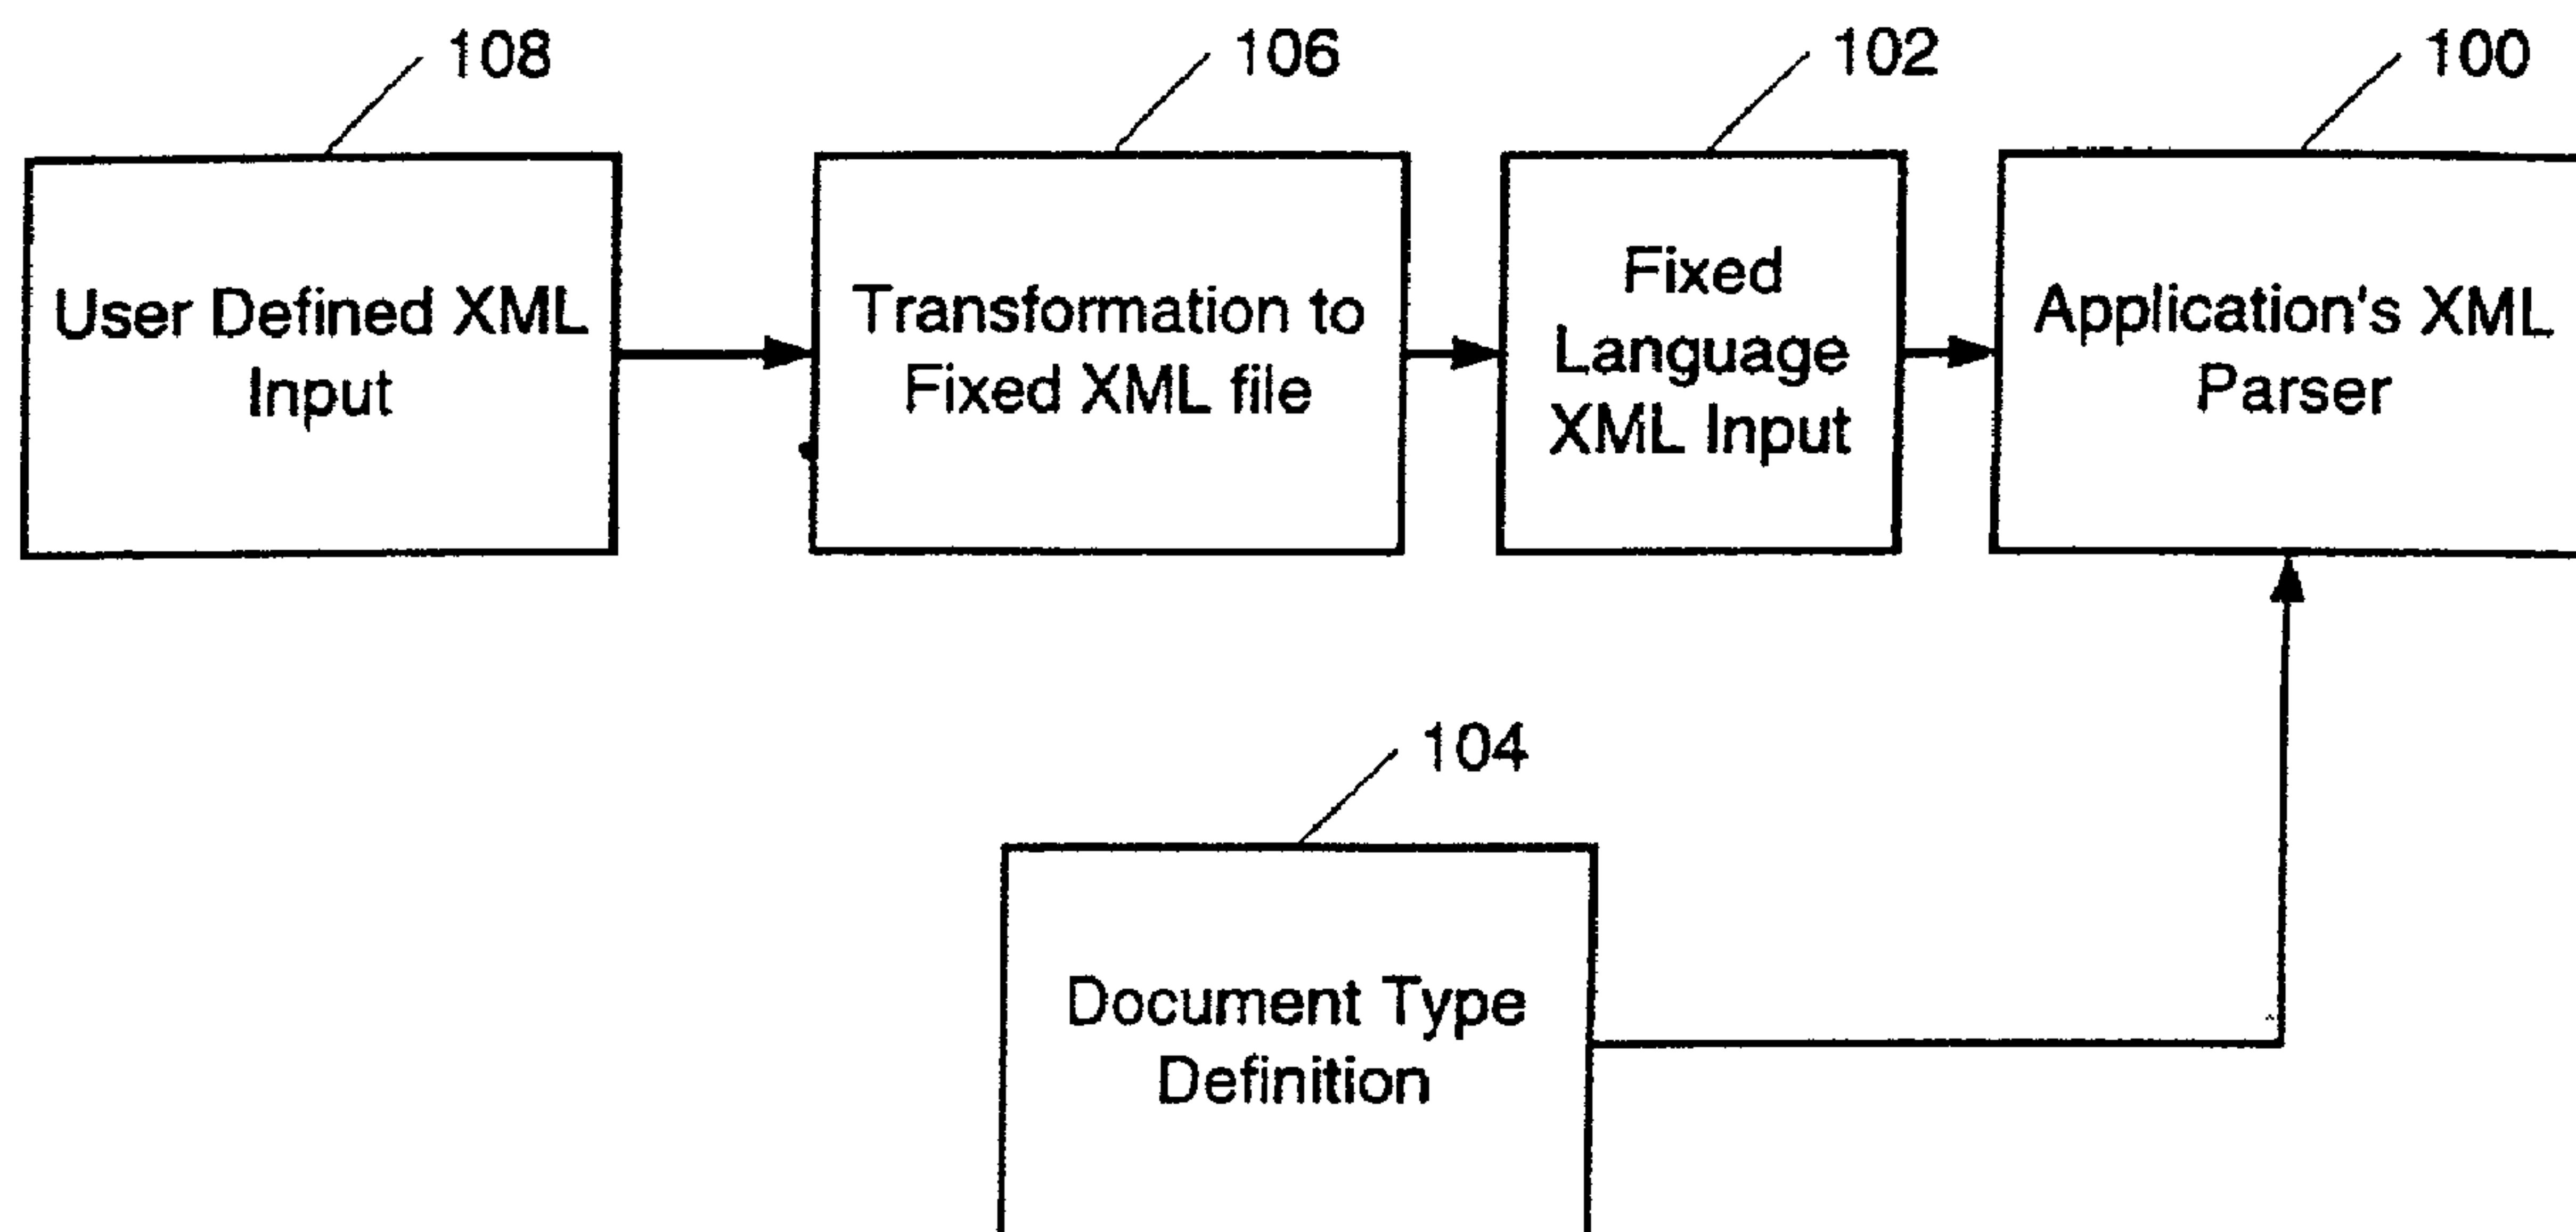 108
106
102
100
User Defined XML
Input
Transformation to
Fixed XML file
Fixed
Language
XML Input
Application's XML
Parser
104
Document Type
Definition